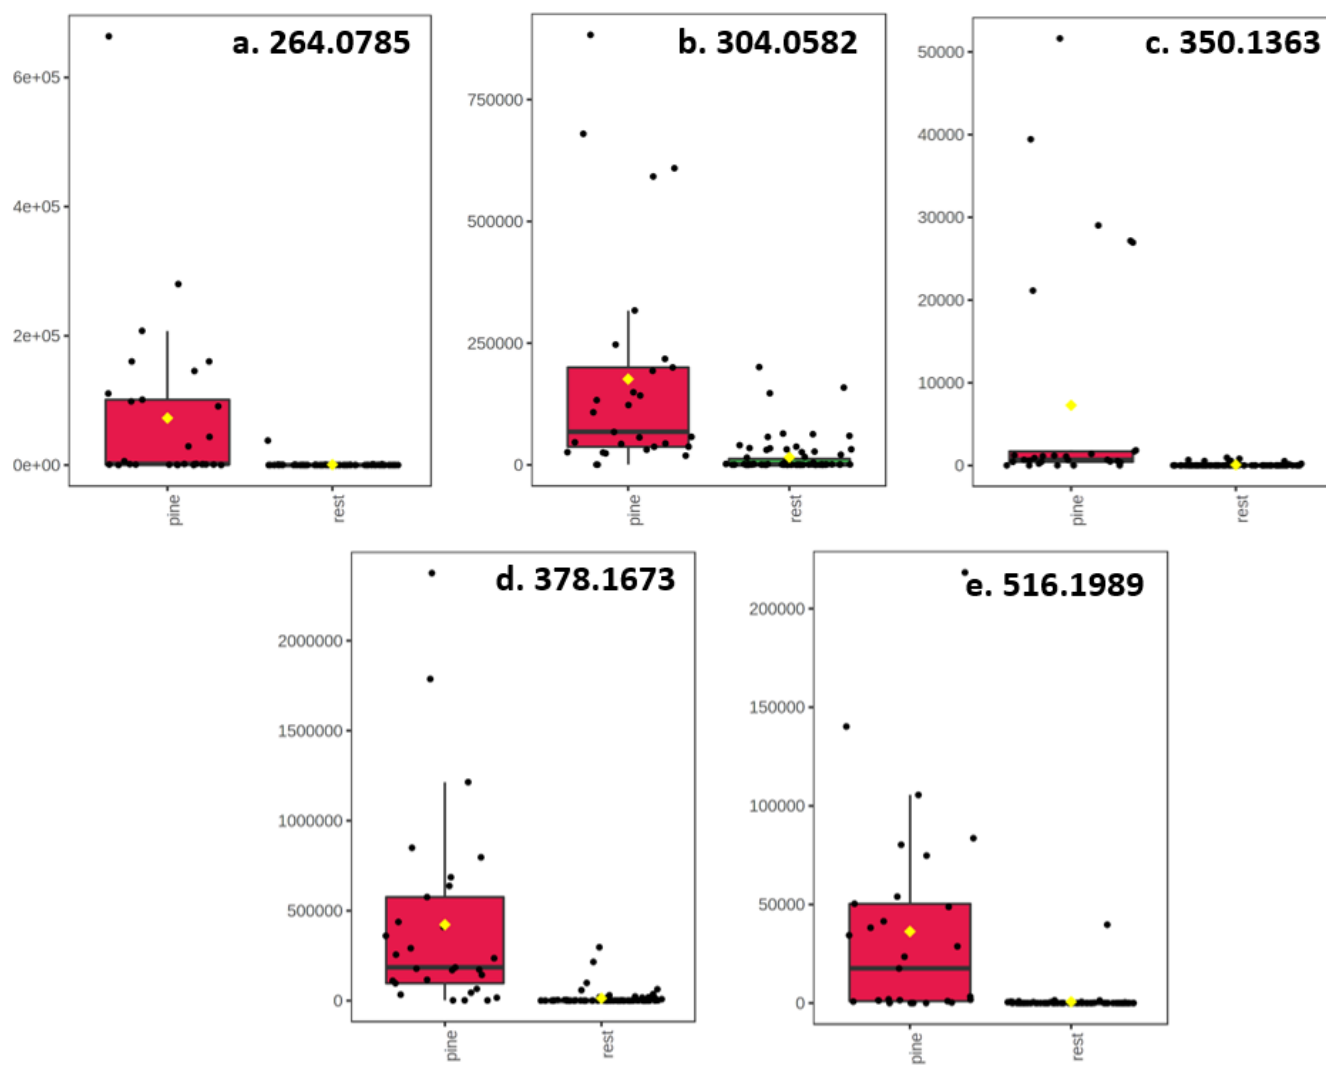 a. 264.0785
6e+05
4e+05
2e+05
0e+00
pine
rest
b. 304.0582
750000
500000
250000
0
pine
rest
c. 350.1363
50000
40000
30000
20000
10000
0
pine
rest
d. 378.1673
2000000
1500000
1000000
500000
0
pine
rest
e. 516.1989
200000
150000
100000
50000
0
pine
rest